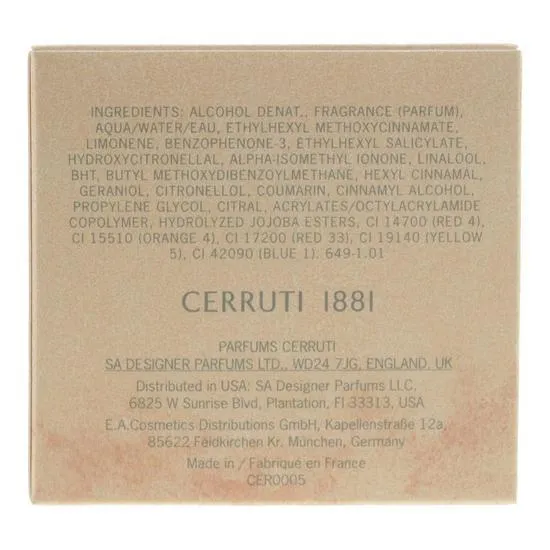 INGREDIENTS: ALCOHOL DENAT., FRAGRANCE (PARFUM),
AQUA/WATER/EAU, ETHYLHEXYL METHOXYCINNAMATE,
LIMONENE, BENZOPHENONE-3, ETHYLHEXYL SALICYLATE,
HYDROXYCITRONELLAL, ALPHA-ISOMETHYL IONONE, LINALOOL,
BHT, BUTYL METHOXYDIBENZOYLMETHANE, HEXYL CINNAMAL,
GERANIOL, CITRONELLOL, COUMARIN, CINNAMYL ALCOHOL,
PROPYLENE GLYCOL, CITRAL, ACRYLATES/OCTYLACRYLAMIDE
COPOLYMER, HYDROLYZED JOJOBA ESTERS, CI 14700 (RED 4),
CI 15510 (ORANGE 4), CI 17200 (RED 33), CI 19140 (YELLOW
5), CI 42090 (BLUE 1). 649-1.01
CERRUTI 1881
PARFUMS CERRUTI
SA DESIGNER PARFUMS LTD., WD24 7JG, ENGLAND, UK
Distributed in USA: SA Designer Parfums LLC,
6825 W Sunrise Blvd, Plantation, Fl 33313, USA
E.A.Cosmetics Distributions GmbH, Kapellenstraße 12a,
85622 Feldkirchen Kr. München, Germany
Made in / Fabriqué en France
CER0005